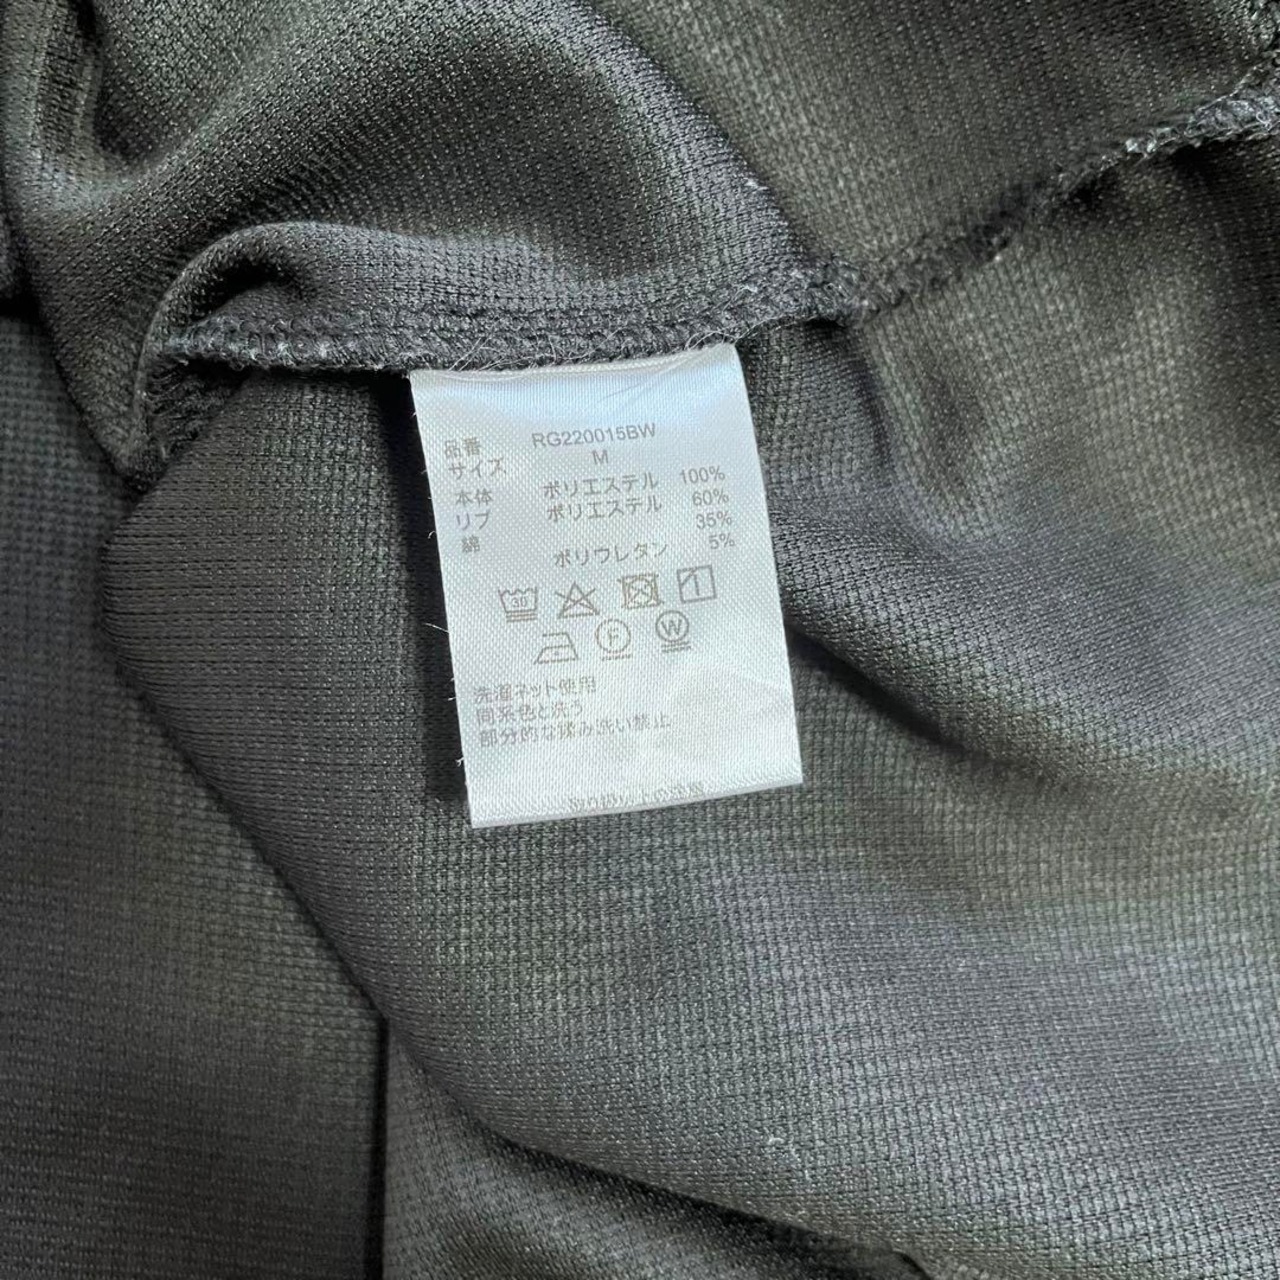 品番 RG220015BW
サイズ M
本体 ポリエステル 100%
リブ ポリエステル 60%
綿 35%
ポリウレタン 5%
40
F W
洗濯ネット使用
同系色と洗う
部分的な揉み洗い禁止